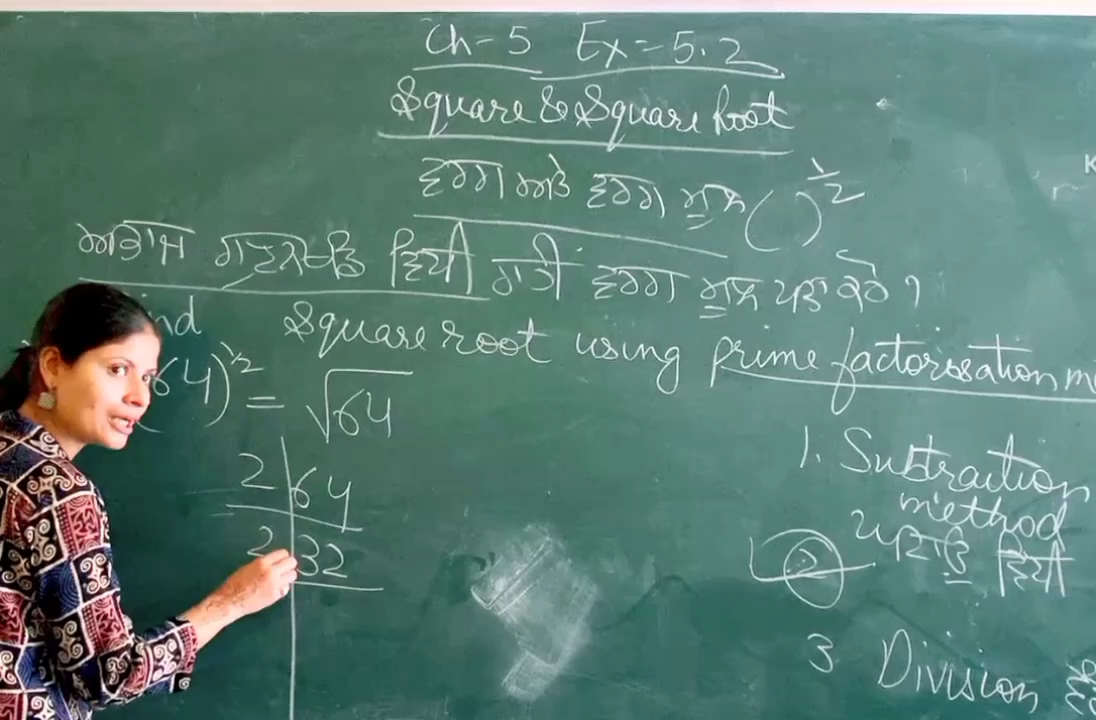 Ch-5 Ex-5.2
Square & Square Root
ਵਰਗ ਅਤੇ ਵਰਗ ਮੂਲ ( )^1/2
ਅਭਾਜ ਗੁਣਨਖੰਡ ਵਿਧੀ ਰਾਹੀਂ ਵਰਗ ਮੂਲ ਪਤਾ ਕਰੋ।
Square root using prime factorisation
64)^1/2 = √64
2 | 64
2 | 32
1. Subtraction
method
ਘਟਾਉ ਵਿਧੀ
2
3 Division